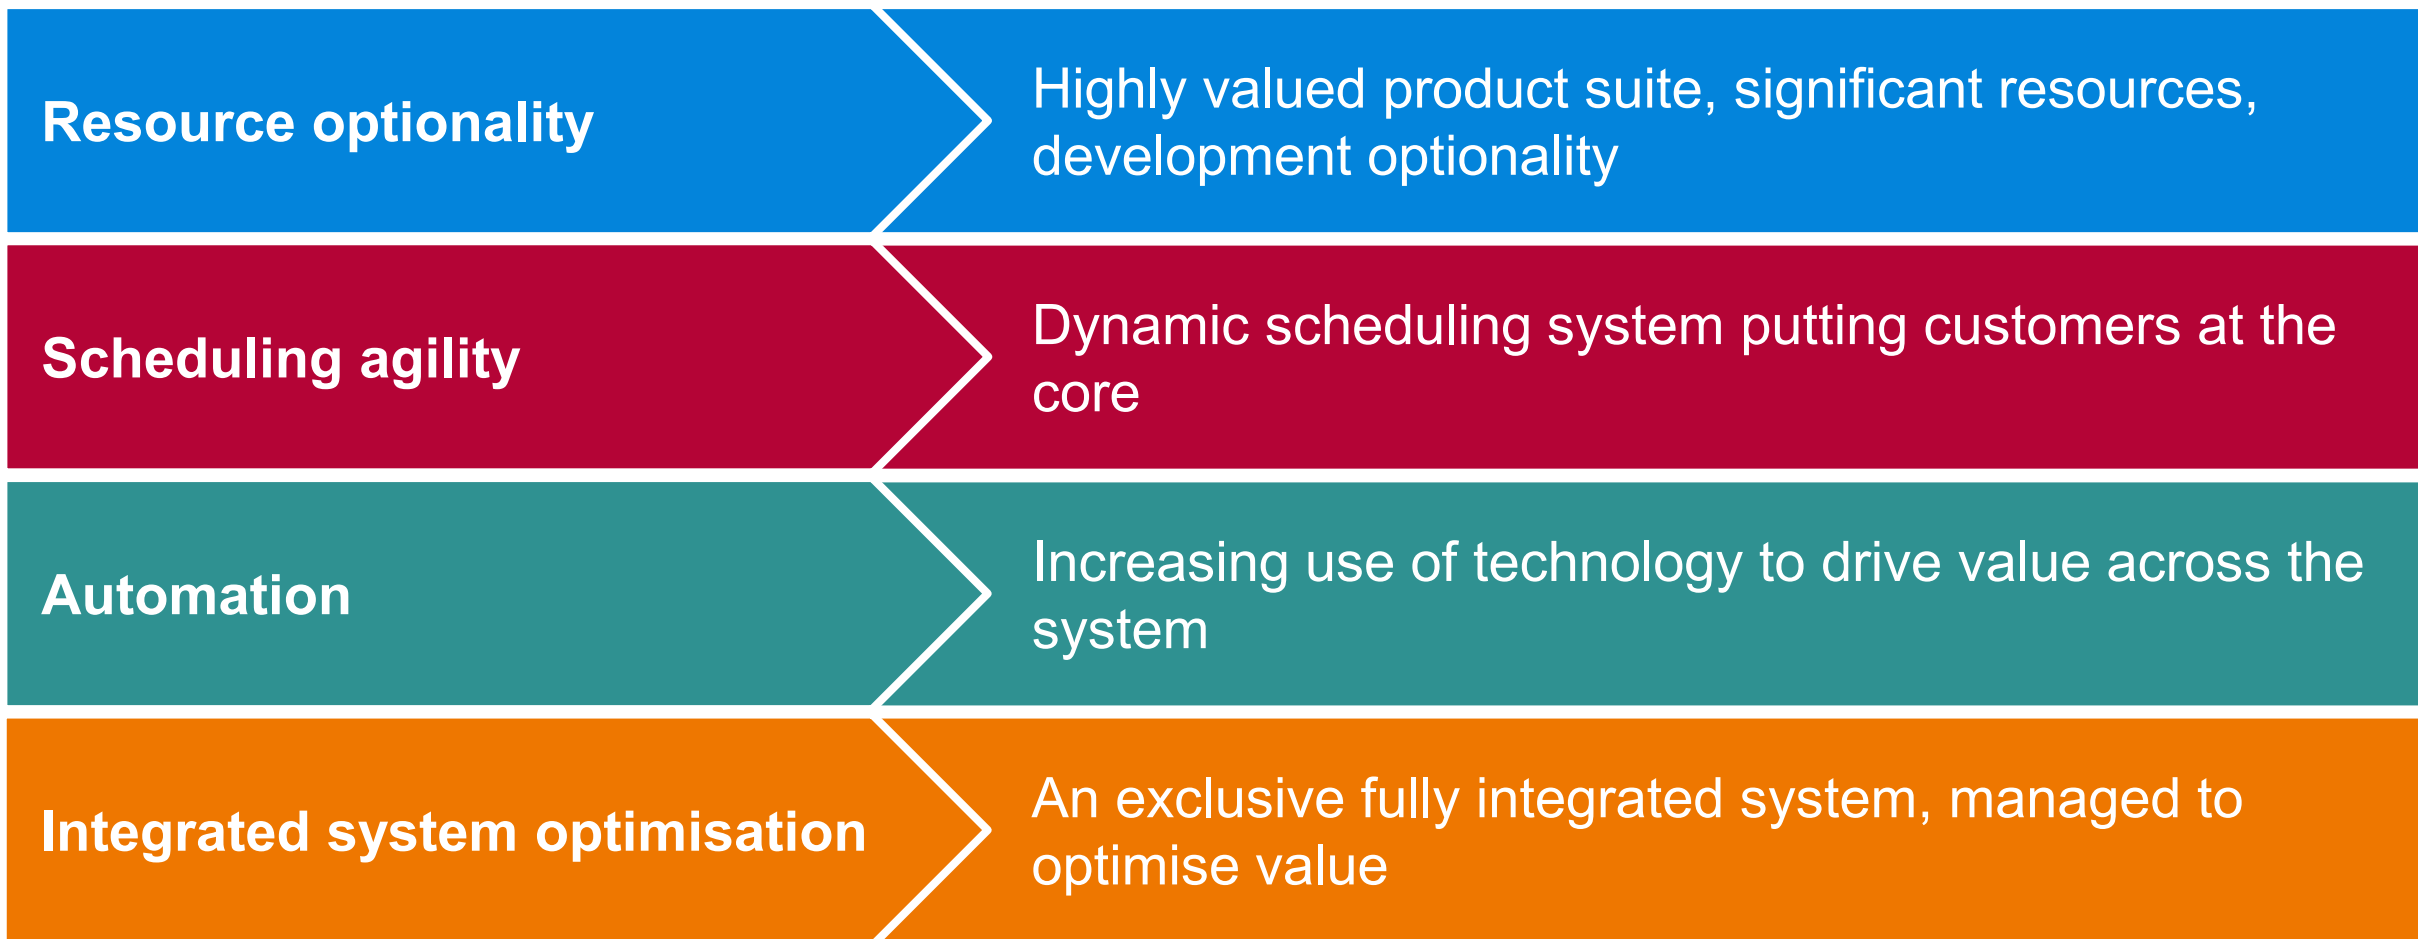 Resource optionality
Highly valued product suite, significant resources,
development optionality
Scheduling agility
Dynamic scheduling system putting customers at the
core
Automation
Increasing use of technology to drive value across the
system
Integrated system optimisation
An exclusive fully integrated system, managed to
optimise value